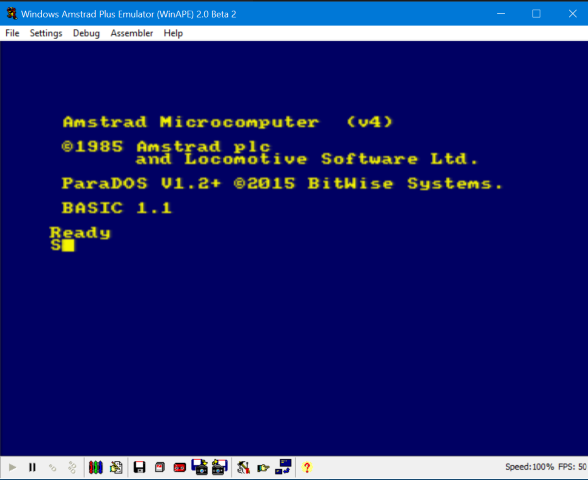 Windows Amstrad Plus Emulator (WinAPE) 2.0 Beta 2
File Settings Debug Assembler Help
Amstrad Microcomputer (v4)
©1985 Amstrad plc
and Locomotive Software Ltd.
ParaDOS V1.2+ ©2015 BitWise Systems.
BASIC 1.1
Ready
S
Speed:100% FPS: 50